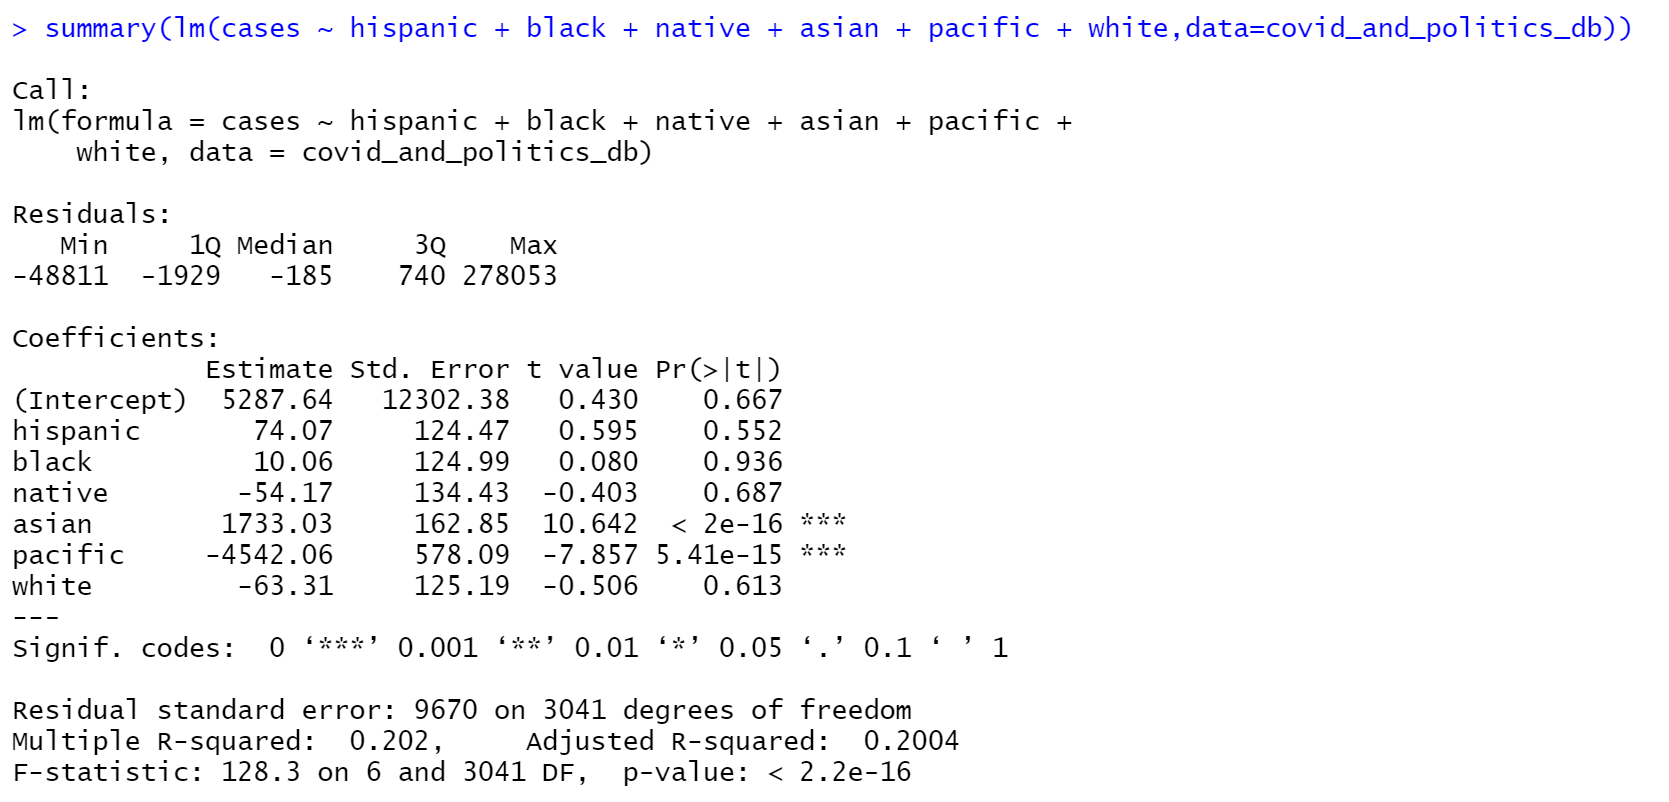 > summary(lm(cases ~ hispanic + black + native + asian + pacific + white,data=covid_and_politics_db))
Call:
lm(formula = cases ~ hispanic + black + native + asian + pacific +
    white, data = covid_and_politics_db)
Residuals:
   Min     1Q Median     3Q    Max
-48811  -1929   -185    740 278053
Coefficients:
            Estimate Std. Error t value Pr(>|t|)
(Intercept)  5287.64   12302.38   0.430    0.667
hispanic       74.07     124.47   0.595    0.552
black          10.06     124.99   0.080    0.936
native        -54.17     134.43  -0.403    0.687
asian        1733.03     162.85  10.642  < 2e-16 ***
pacific     -4542.06     578.09  -7.857 5.41e-15 ***
white         -63.31     125.19  -0.506    0.613
---
Signif. codes:  0 ‘***’ 0.001 ‘**’ 0.01 ‘*’ 0.05 ‘.’ 0.1 ‘ ’ 1
Residual standard error: 9670 on 3041 degrees of freedom
Multiple R-squared:  0.202,     Adjusted R-squared:  0.2004
F-statistic: 128.3 on 6 and 3041 DF,  p-value: < 2.2e-16